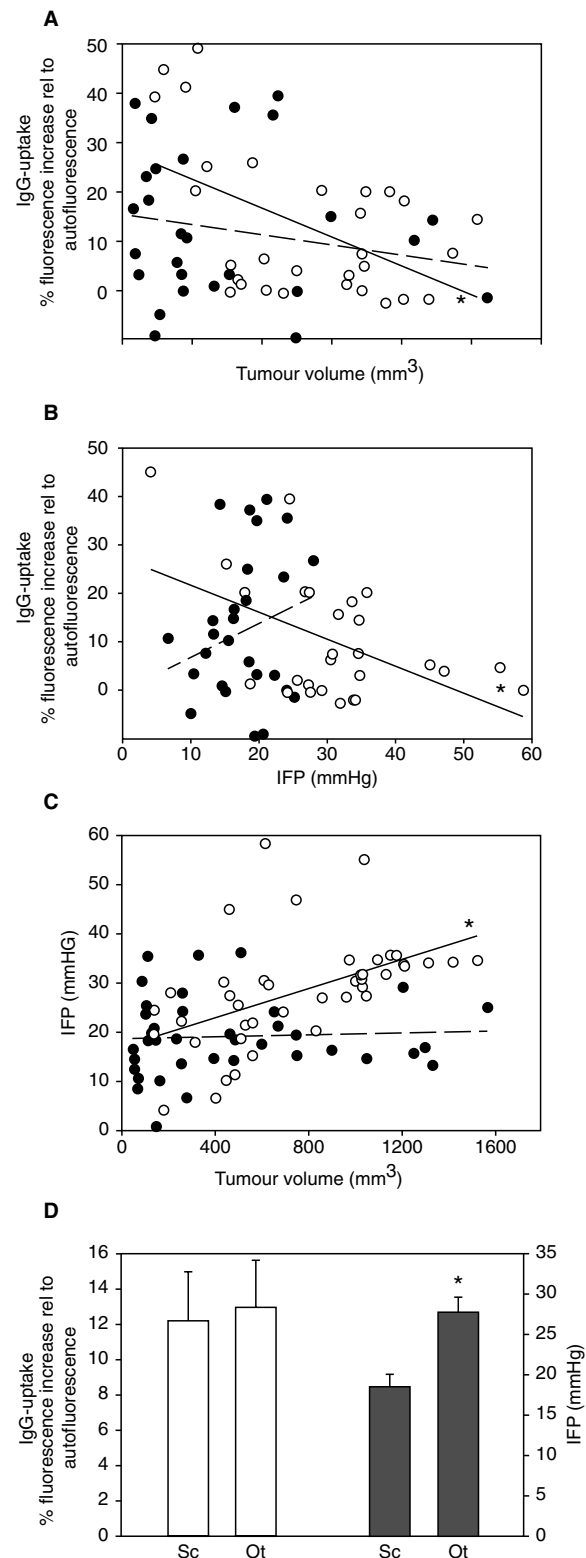 A
IgG-uptake
% fluorescence increase rel to
autofluorescence
50
40
30
20
10
0
*
Tumour volume (mm3)
B
IgG-uptake
% fluorescence increase rel to
autofluorescence
50
40
30
20
10
0
*
0 10 20 30 40 50 60
IFP (mmHg)
C
IFP (mmHG)
60
50
40
30
20
10
0
*
0 400 800 1200 1600
Tumour volume (mm3)
D
IgG-uptake
% fluorescence increase rel to
autofluorescence
16
14
12
10
8
6
4
2
0
*
35
30
25
20
15
10
5
0
IFP (mmHg)
Sc Ot Sc Ot